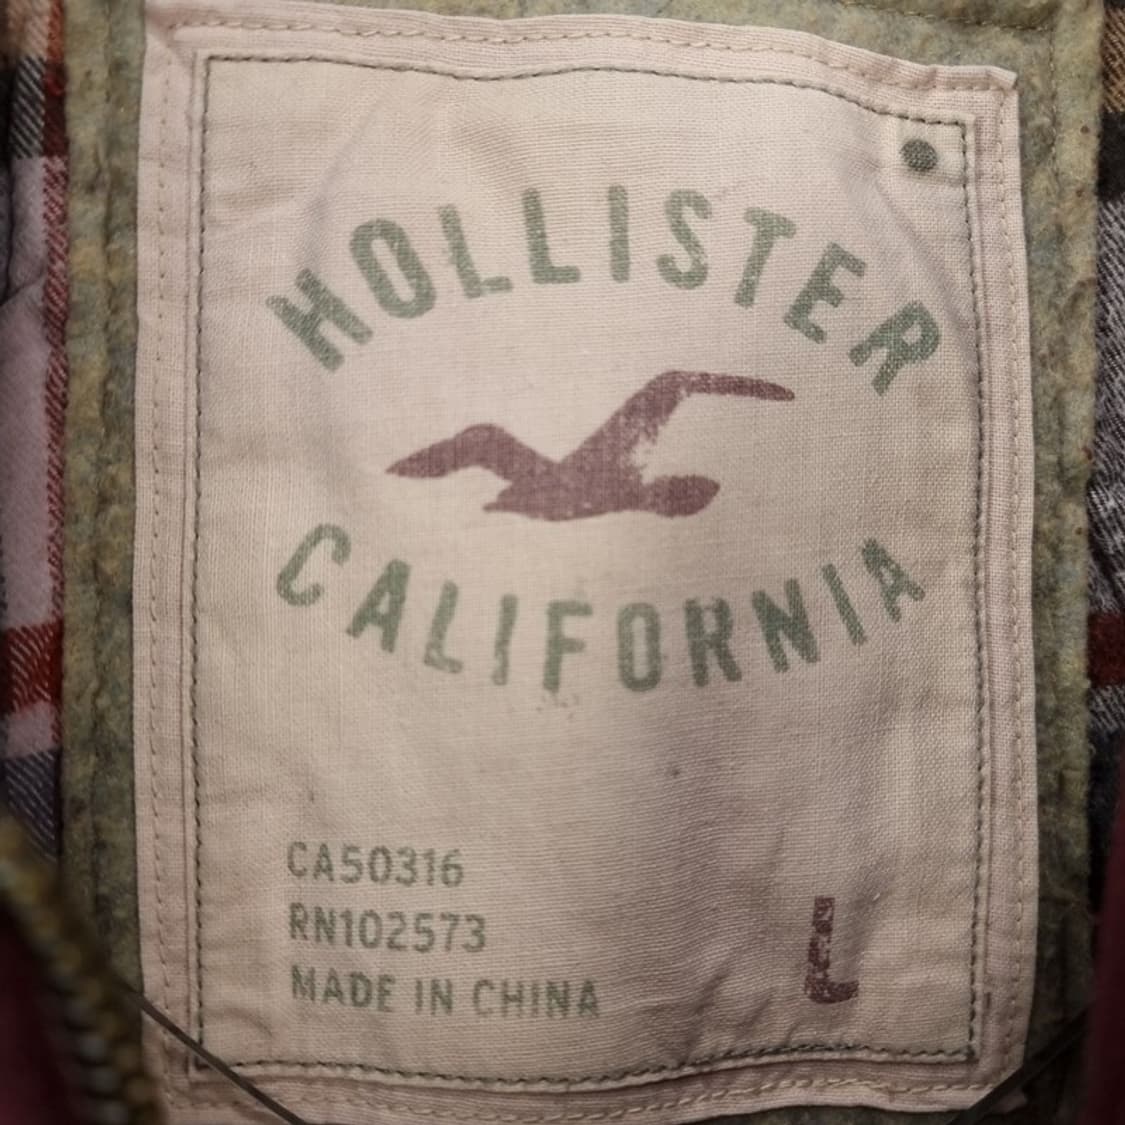 HOLLISTER
CALIFORNIA
CA50316
RN102573
MADE IN CHINA
L